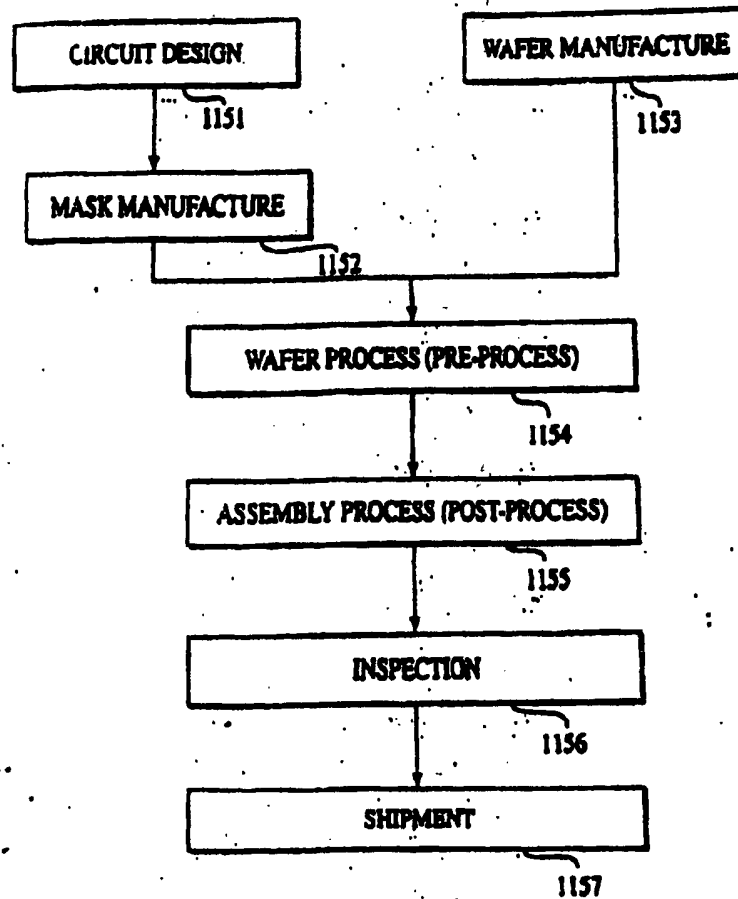 CIRCUIT DESIGN
1151
WAFER MANUFACTURE
1153
MASK MANUFACTURE
1152
WAFER PROCESS (PRE-PROCESS)
1154
ASSEMBLY PROCESS (POST-PROCESS)
1155
INSPECTION
1156
SHIPMENT
1157